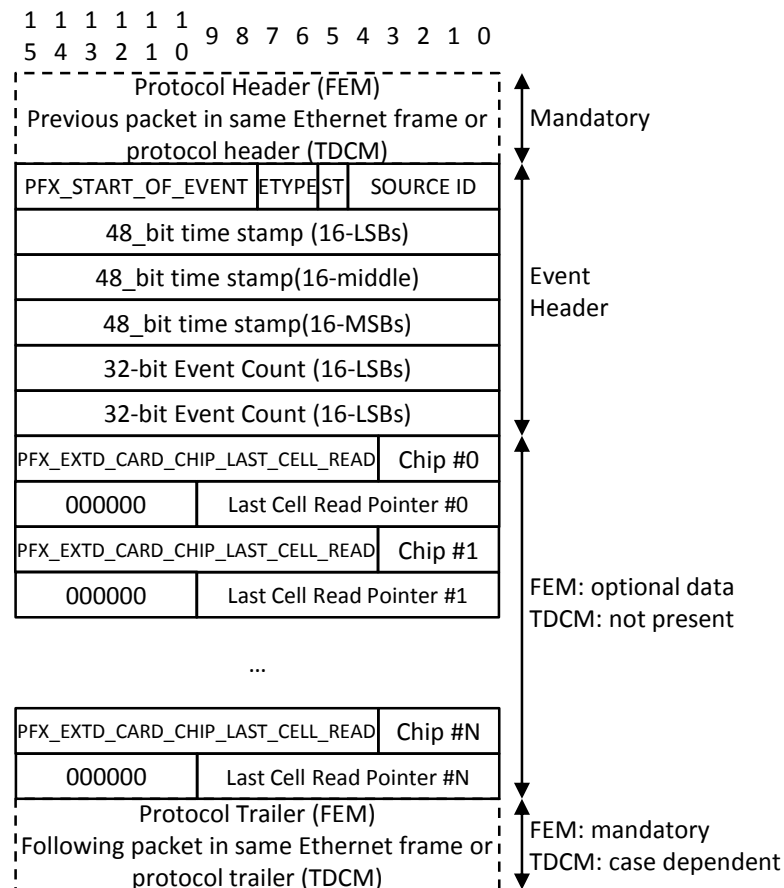 1 1 1 1 1 1 9 8 7 6 5 4 3 2 1 0
5 4 3 2 1 0
Protocol Header (FEM)
Previous packet in same Ethernet frame or
protocol header (TDCM)
Mandatory
PFX_START_OF_EVENT ETYPE ST SOURCE ID
48_bit time stamp (16-LSBs)
48_bit time stamp(16-middle)
48_bit time stamp(16-MSBs)
32-bit Event Count (16-LSBs)
32-bit Event Count (16-LSBs)
Event
Header
PFX_EXTD_CARD_CHIP_LAST_CELL_READ Chip #0
000000 Last Cell Read Pointer #0
PFX_EXTD_CARD_CHIP_LAST_CELL_READ Chip #1
000000 Last Cell Read Pointer #1
...
PFX_EXTD_CARD_CHIP_LAST_CELL_READ Chip #N
000000 Last Cell Read Pointer #N
FEM: optional data
TDCM: not present
Protocol Trailer (FEM)
Following packet in same Ethernet frame or
protocol trailer (TDCM)
FEM: mandatory
TDCM: case dependent